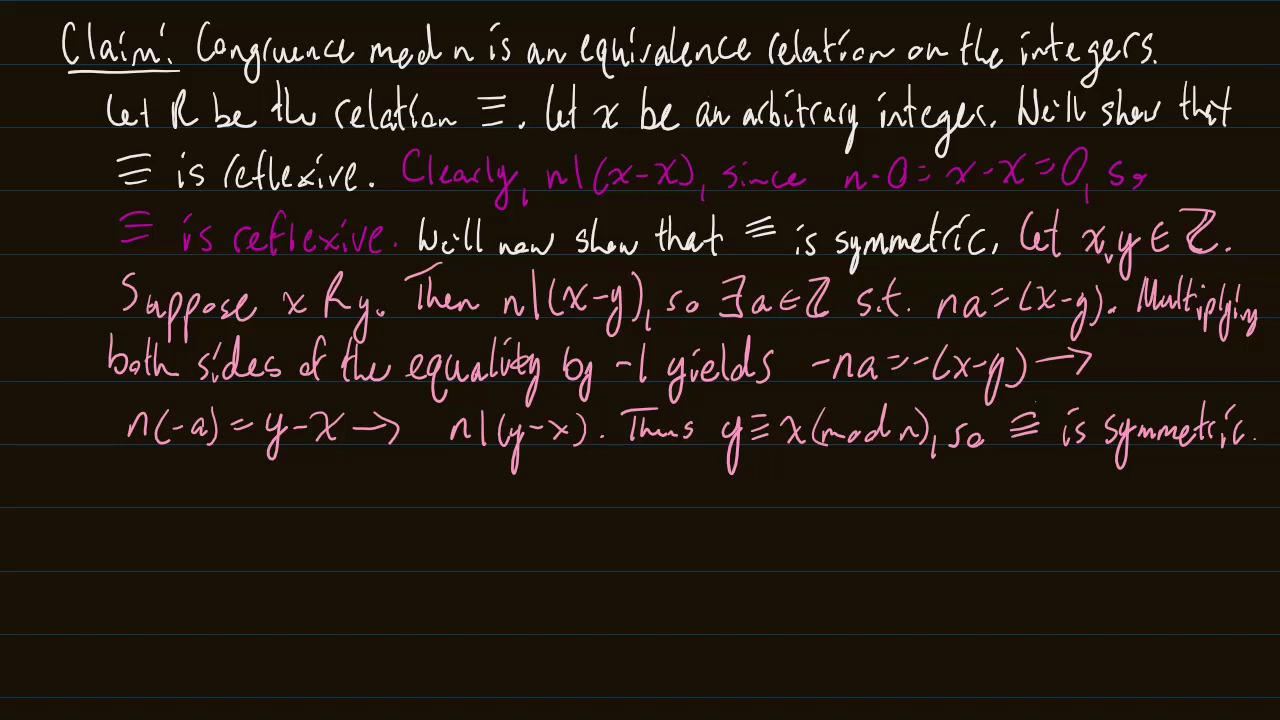 Claim: Congruence mod n is an equivalence relation on the integers.
Let R be the relation ≡. Let x be an arbitrary integer. We'll show that
≡ is reflexive. Clearly, n|(x-x), since n·0=x-x=0, so
≡ is reflexive. We'll now show that ≡ is symmetric. Let x,y ∈ ℤ.
Suppose x R y. Then n|(x-y), so ∃a∈ℤ s.t. na=(x-y). Multiplying
both sides of the equality by -1 yields -na=-(x-y)→
n(-a)=y-x→ n|(y-x). Thus y≡x(mod n), so ≡ is symmetric.